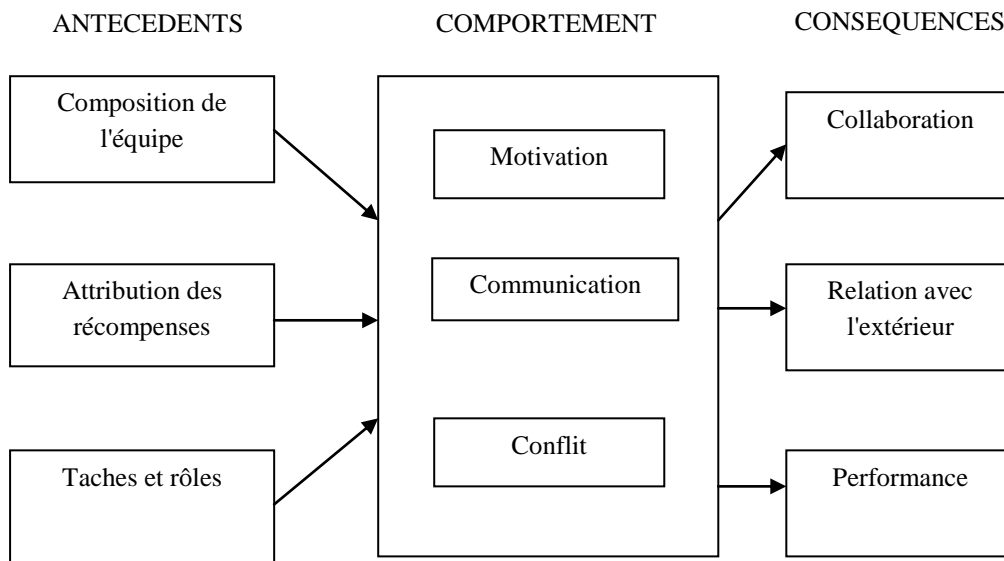 ANTECEDENTS
COMPORTEMENT
CONSEQUENCES
Composition de
l'équipe
Attribution des
récompenses
Taches et rôles
Motivation
Communication
Conflit
Collaboration
Relation avec
l'extérieur
Performance